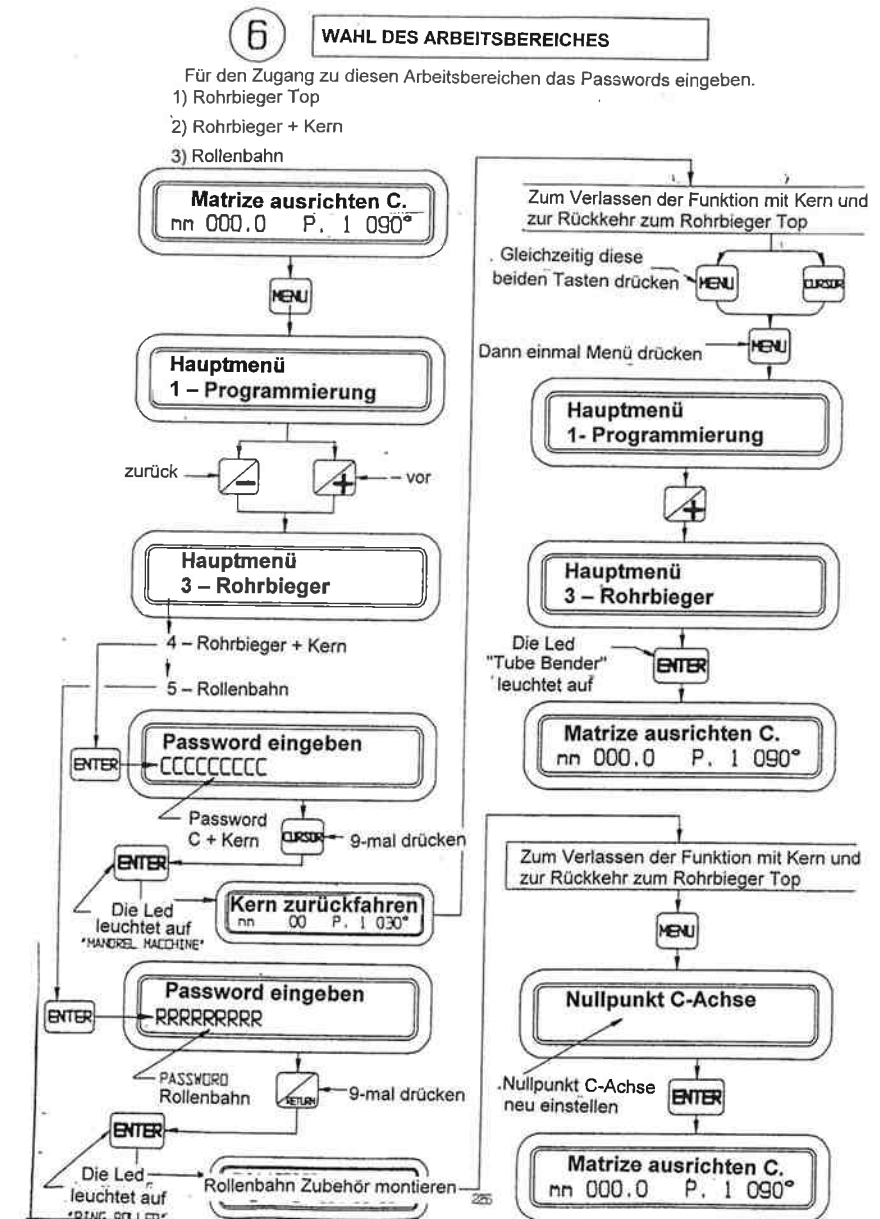 6
WAHL DES ARBEITSBEREICHES
Für den Zugang zu diesen Arbeitsbereichen das Passwords eingeben.
1) Rohrbieger Top
2) Rohrbieger + Kern
3) Rollenbahn
Matrize ausrichten C.
mm 000.0 P. 1 090°
MENU
Hauptmenü
1 – Programmierung
zurück
–
+
vor
Hauptmenü
3 – Rohrbieger
4 – Rohrbieger + Kern
5 – Rollenbahn
ENTER
Password eingeben
CCCCCCCCC
Password
C + Kern
CURSOR
9-mal drücken
ENTER
Die Led
leuchtet auf
"MANDREL MACCHINE"
Kern zurückfahren
mm 00 P. 1 030°
ENTER
Password eingeben
RRRRRRRRR
PASSWORD
Rollenbahn
RETURN
9-mal drücken
ENTER
Die Led
leuchtet auf
"RING ROLLER"
Rollenbahn Zubehör montieren
Zum Verlassen der Funktion mit Kern und
zur Rückkehr zum Rohrbieger Top
Gleichzeitig diese
beiden Tasten drücken
MENU
CURSOR
Dann einmal Menü drücken
MENU
Hauptmenü
1- Programmierung
+
Hauptmenü
3 – Rohrbieger
Die Led
"Tube Bender"
leuchtet auf
ENTER
Matrize ausrichten C.
mm 000.0 P. 1 090°
Zum Verlassen der Funktion mit Kern und
zur Rückkehr zum Rohrbieger Top
MENU
Nullpunkt C-Achse
.Nullpunkt C-Achse
neu einstellen
ENTER
Matrize ausrichten C.
mm 000.0 P. 1 090°